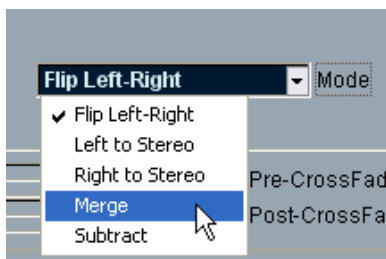 Flip Left-Right Mode
✓ Flip Left-Right
Left to Stereo
Right to Stereo
Merge
Subtract
Pre-CrossFad
Post-CrossFa